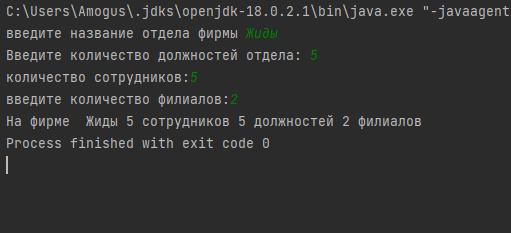 C:\Users\Amogus\.jdks\openjdk-18.0.2.1\bin\java.exe "-javaagent
введите название отдела фирмы Жиды
Введите количество должностей отдела: 5
количество сотрудников:5
введите количество филиалов:2
На фирме  Жиды 5 сотрудников 5 должностей 2 филиалов
Process finished with exit code 0